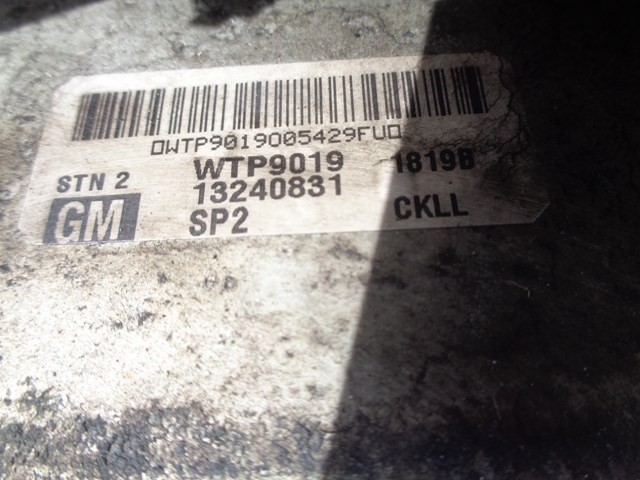 0WTP9019005429FU0
WTP9019 1819B
STN 2 13240831
GM SP2 CKLL